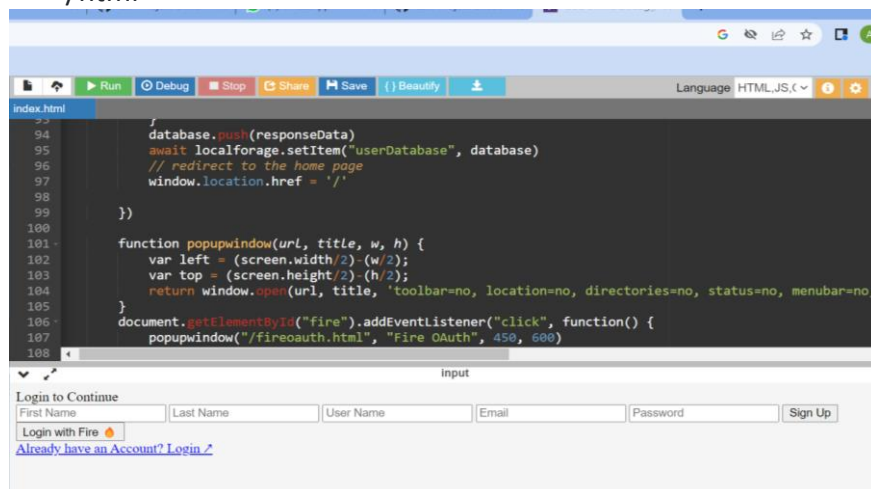 Run Debug Stop Share Save { } Beautify Language HTML,JS,(
index.html
93 }
94 database.push(responseData)
95 await localforage.setItem("userDatabase", database)
96 // redirect to the home page
97 window.location.href = '/'
98
99 })
100
101 function popupwindow(url, title, w, h) {
102 var left = (screen.width/2)-(w/2);
103 var top = (screen.height/2)-(h/2);
104 return window.open(url, title, 'toolbar=no, location=no, directories=no, status=no, menubar=no
105 }
106 document.getElementById("fire").addEventListener("click", function() {
107 popupwindow("/fireoauth.html", "Fire OAuth", 450, 600)
108
input
Login to Continue
First Name Last Name User Name Email Password Sign Up
Login with Fire 🔥
Already have an Account? Login ↗